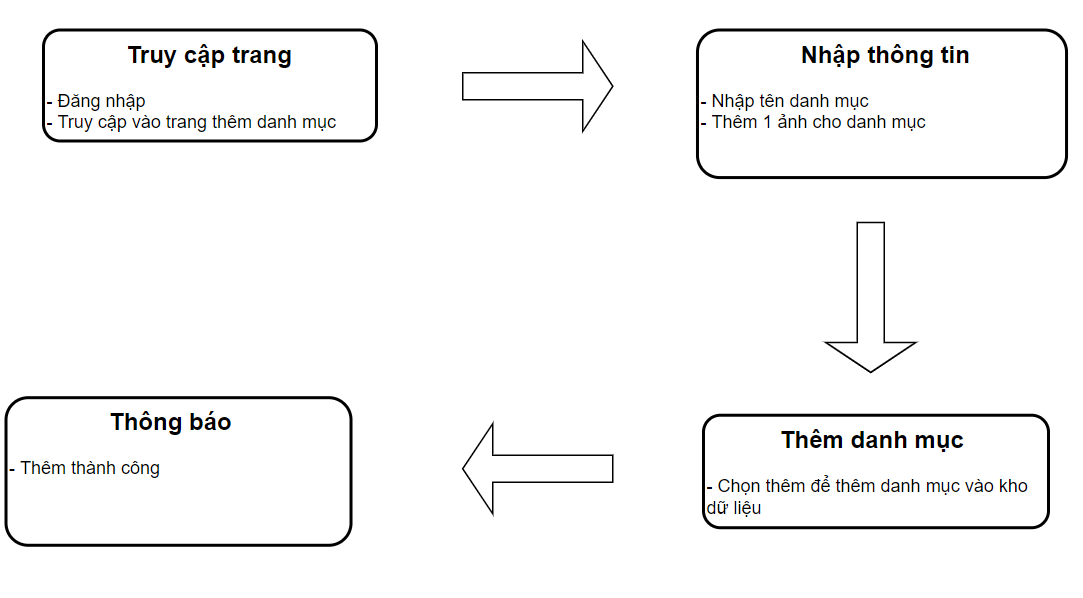 Truy cập trang
- Đăng nhập
- Truy cập vào trang thêm danh mục
Nhập thông tin
- Nhập tên danh mục
- Thêm 1 ảnh cho danh mục
Thêm danh mục
- Chọn thêm để thêm danh mục vào kho
dữ liệu
Thông báo
- Thêm thành công